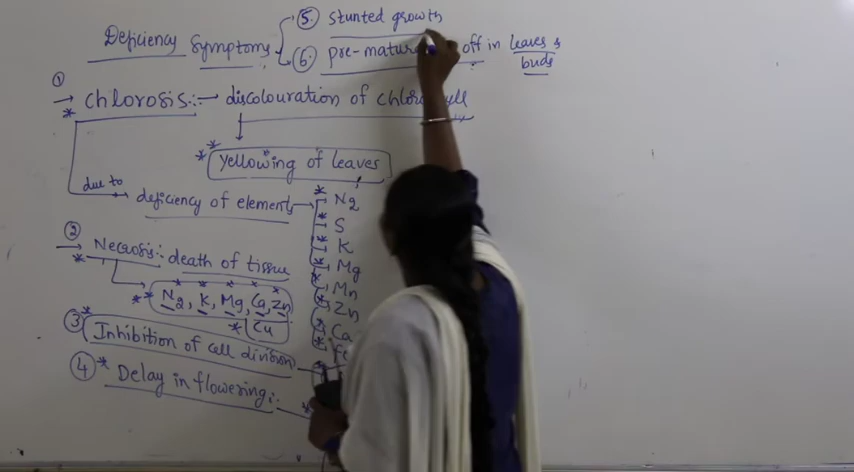 Deficiency Symptoms
⑤ stunted growth
⑥ pre-mature off in leaves & buds
① → * chlorosis :- → discolouration of
* * yellowing of leaves
due to → deficiency of elements →
* N2
* S
* K
* Mg
* Mn
* Zn
* Ca
* Fe
② → * Necrosis :- death of tissue
* * N2, K, Mg, Ca, Zn
* Cu
③ * Inhibition of cell division
④ * Delay in flowering :-